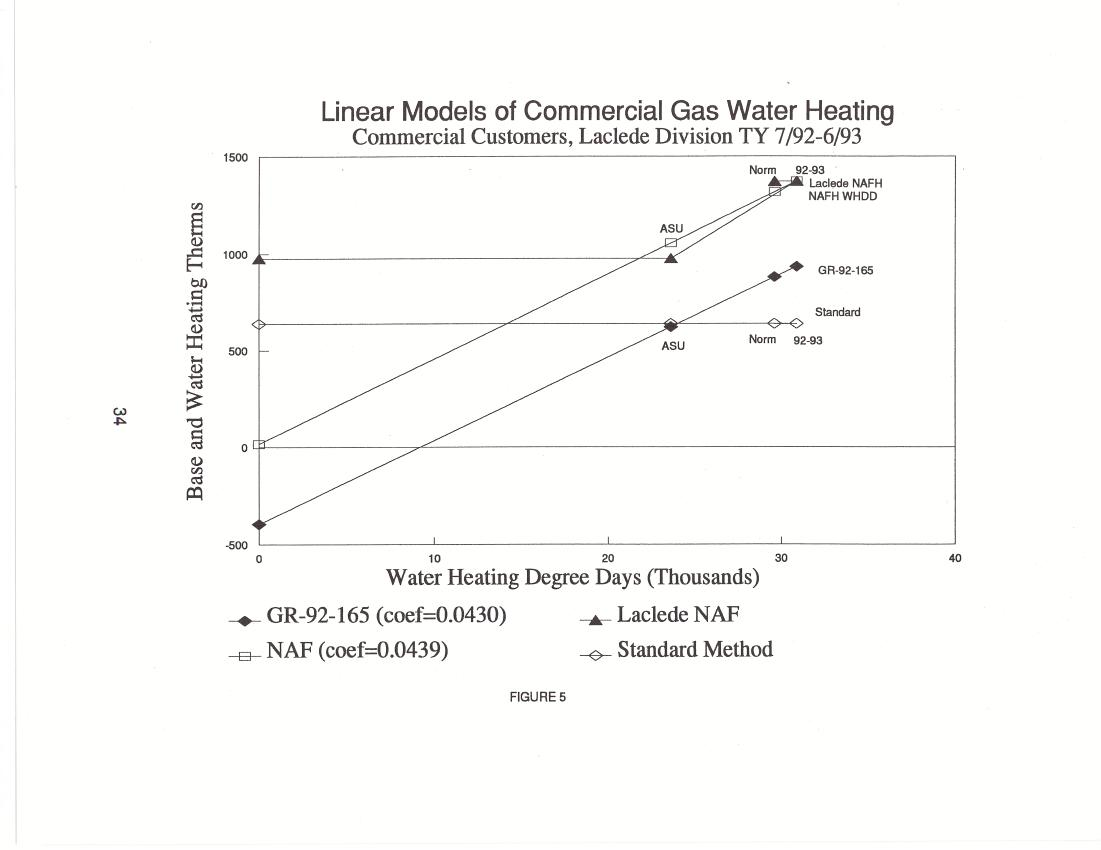 Linear Models of Commercial Gas Water Heating
Commercial Customers, Laclede Division TY 7/92-6/93
1500
1000
500
0
-500
Base and Water Heating Therms
34
Norm 92-93
Laclede NAFH
NAFH WHDD
ASU
GR-92-165
Standard
ASU
Norm 92-93
0 10 20 30 40
Water Heating Degree Days (Thousands)
GR-92-165 (coef=0.0430) Laclede NAF
NAF (coef=0.0439) Standard Method
FIGURE 5